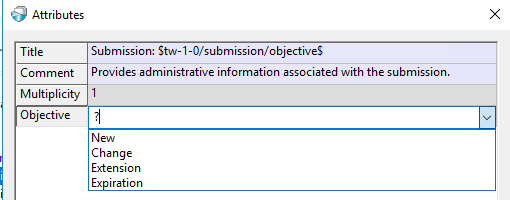 Attributes
Title Submission: $tw-1-0/submission/objective$
Comment Provides administrative information associated with the submission.
Multiplicity 1
Objective ?
New
Change
Extension
Expiration